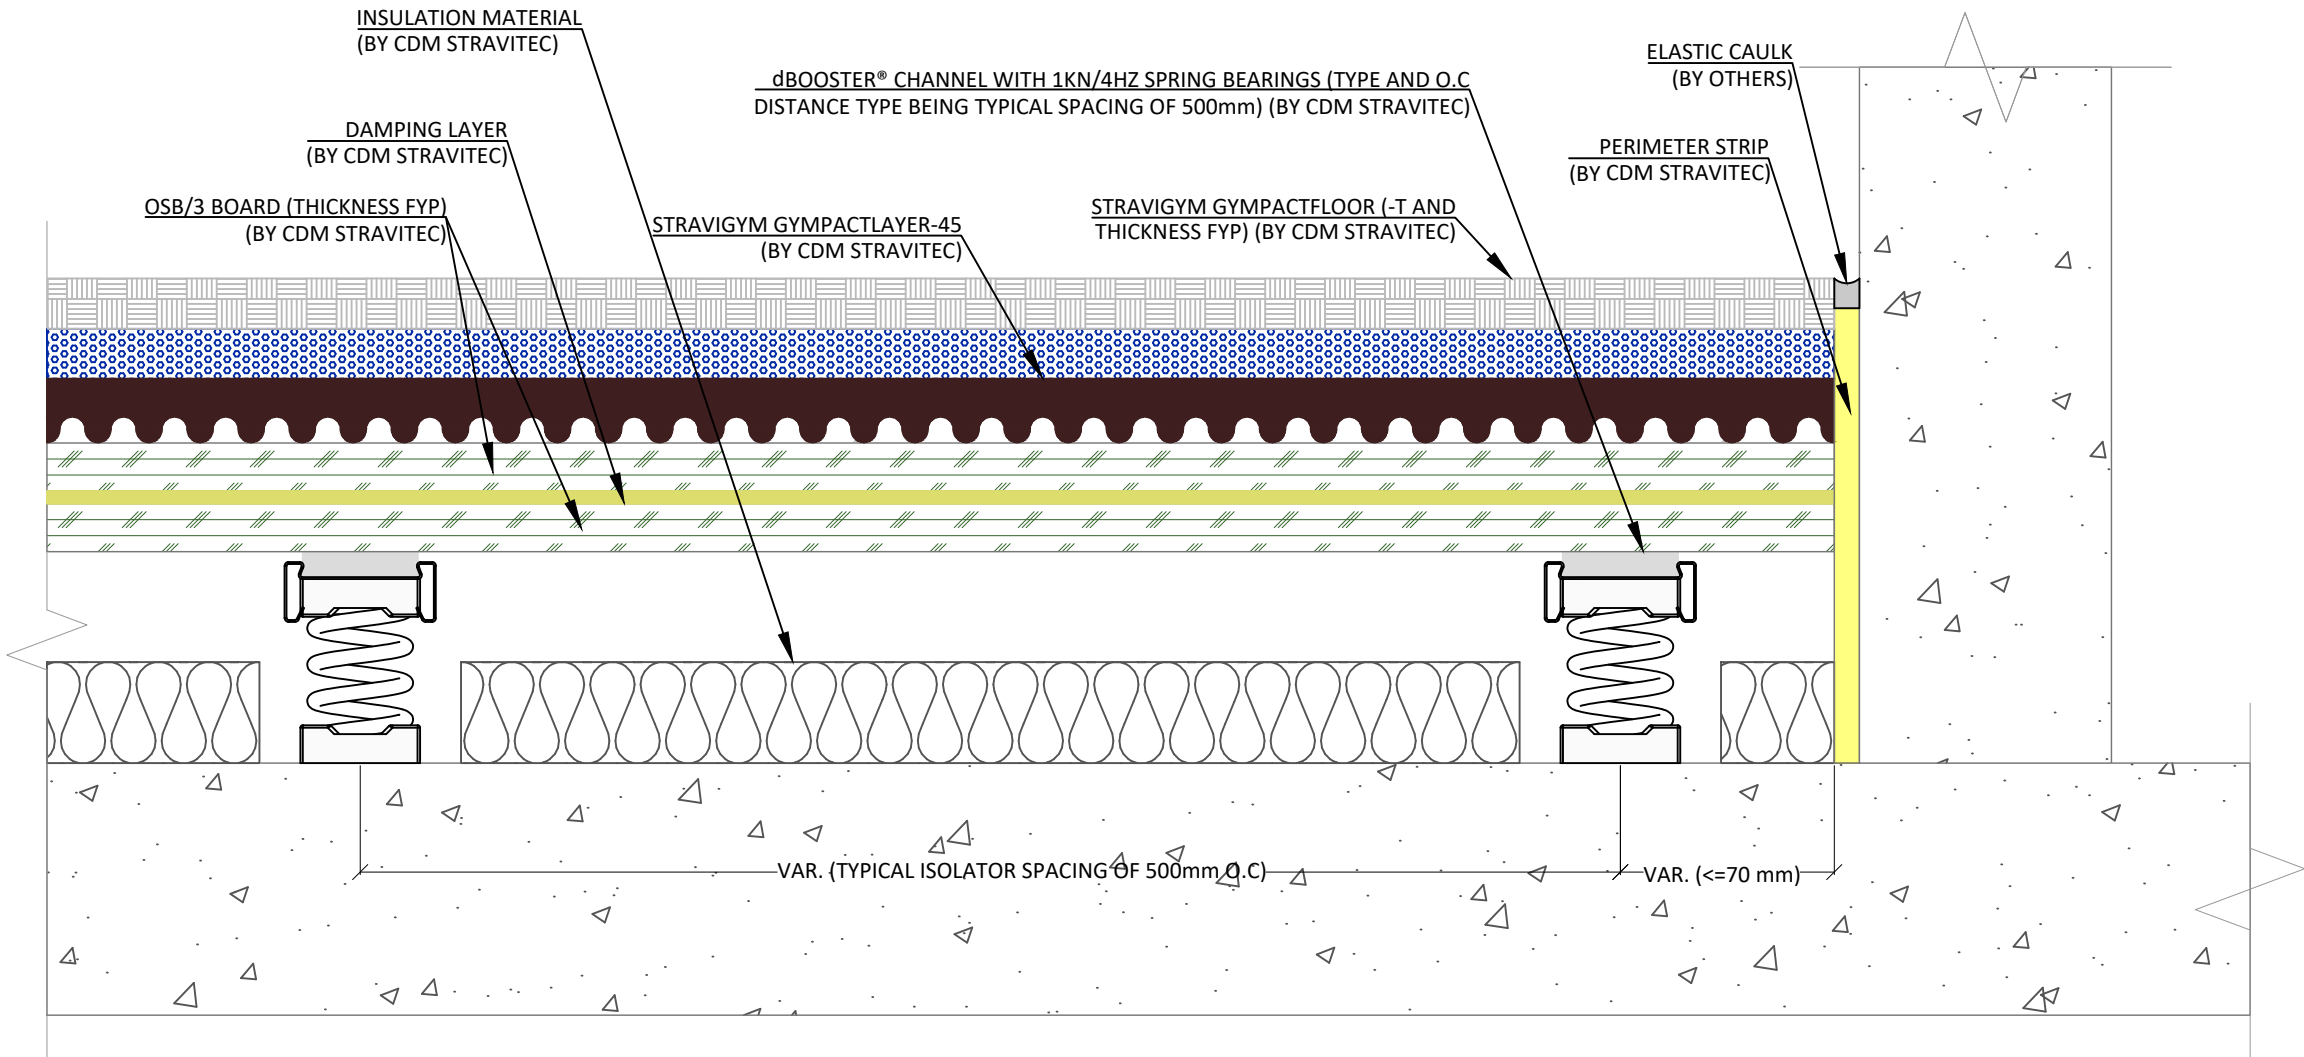 INSULATION MATERIAL
(BY CDM STRAVITEC)
dBOOSTER® CHANNEL WITH 1KN/4HZ SPRING BEARINGS (TYPE AND O.C
DISTANCE TYPE BEING TYPICAL SPACING OF 500mm) (BY CDM STRAVITEC)
ELASTIC CAULK
(BY OTHERS)
DAMPING LAYER
(BY CDM STRAVITEC)
PERIMETER STRIP
(BY CDM STRAVITEC)
OSB/3 BOARD (THICKNESS FYP)
(BY CDM STRAVITEC)
STRAVIGYM GYMPACTLAYER-45
(BY CDM STRAVITEC)
STRAVIGYM GYMPACTFLOOR (-T AND
THICKNESS FYP) (BY CDM STRAVITEC)
VAR. (TYPICAL ISOLATOR SPACING OF 500mm O.C)
VAR. (<=70 mm)